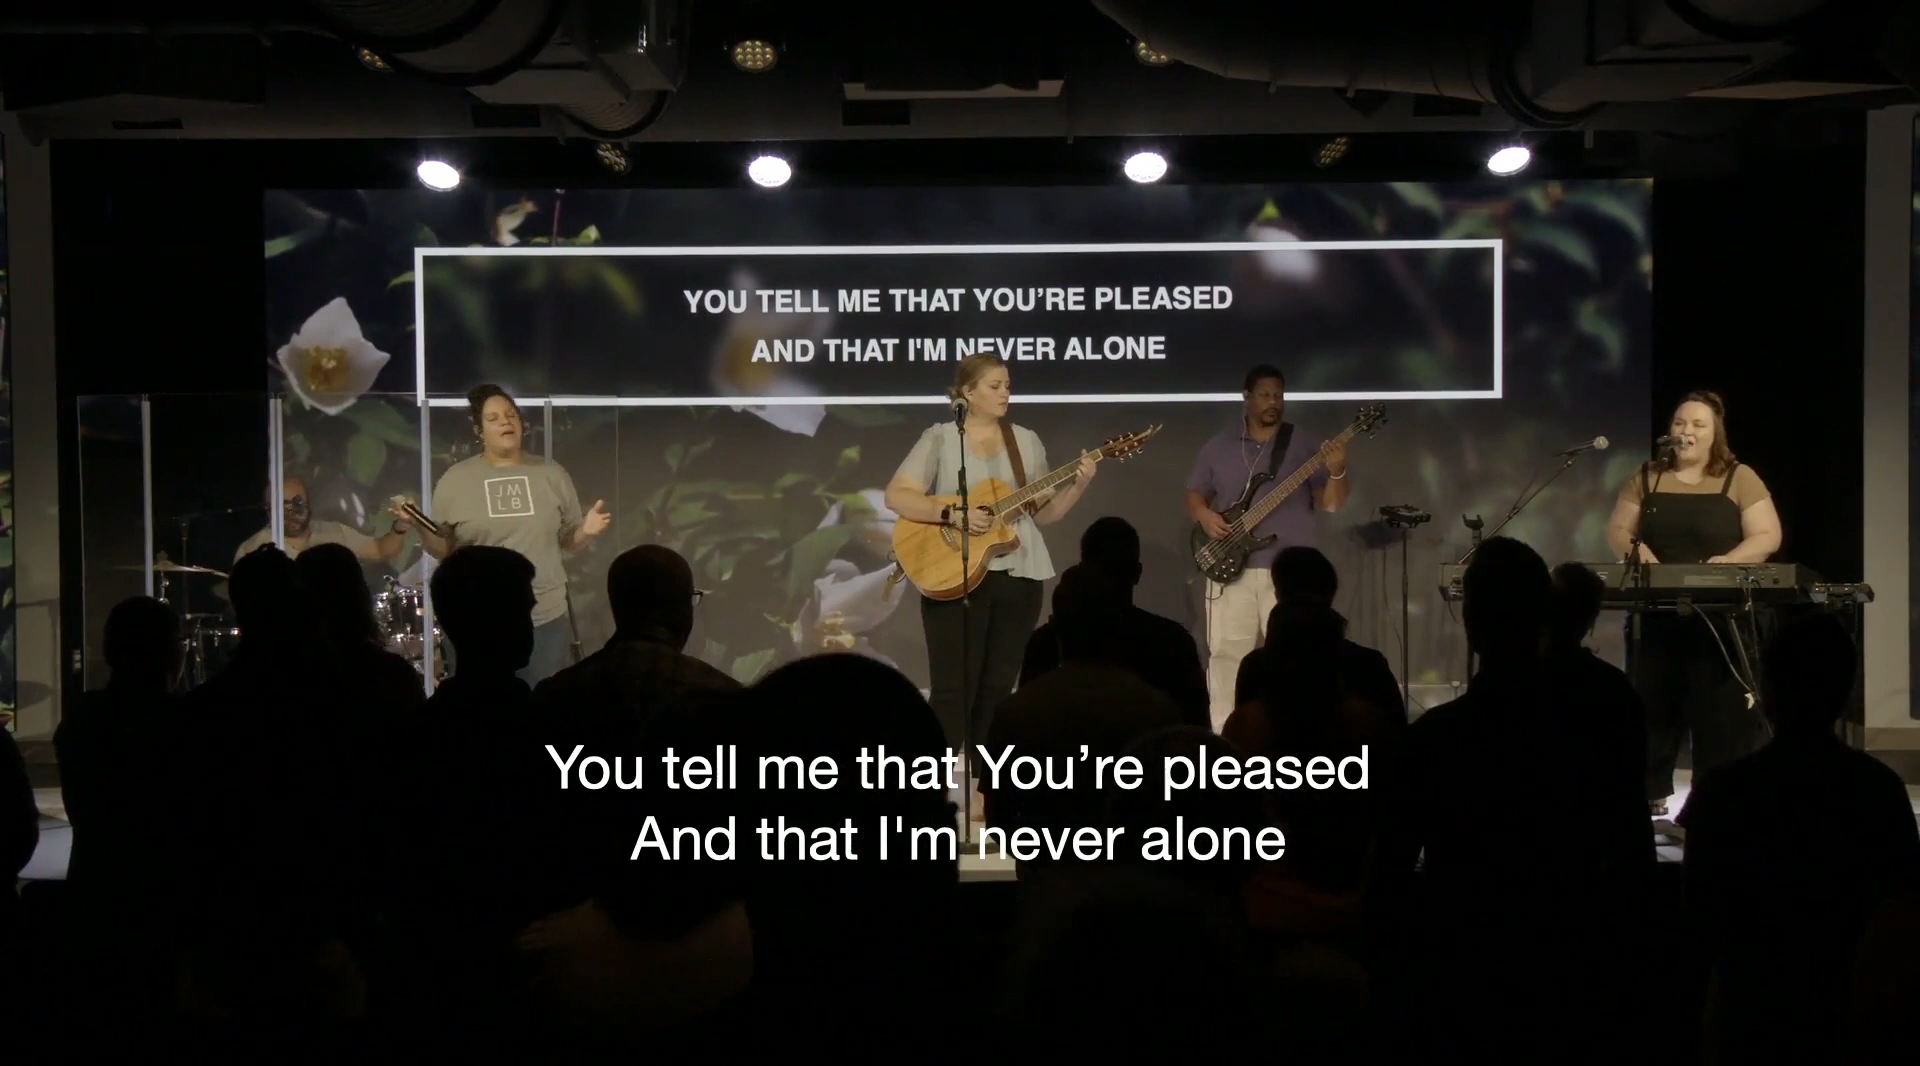 YOU TELL ME THAT YOU’RE PLEASED
AND THAT I'M NEVER ALONE
JM
LB
You tell me that You’re pleased
And that I'm never alone